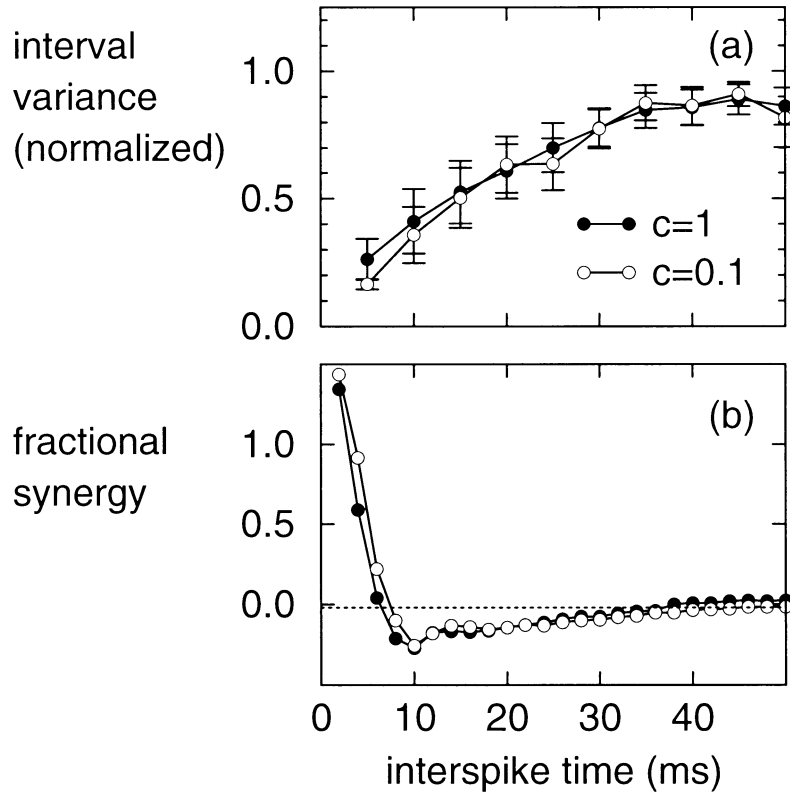 interval
variance
(normalized)
(a)
1.0
0.5
0.0
c=1
c=0.1
fractional
synergy
(b)
1.0
0.5
0.0
0 10 20 30 40
interspike time (ms)